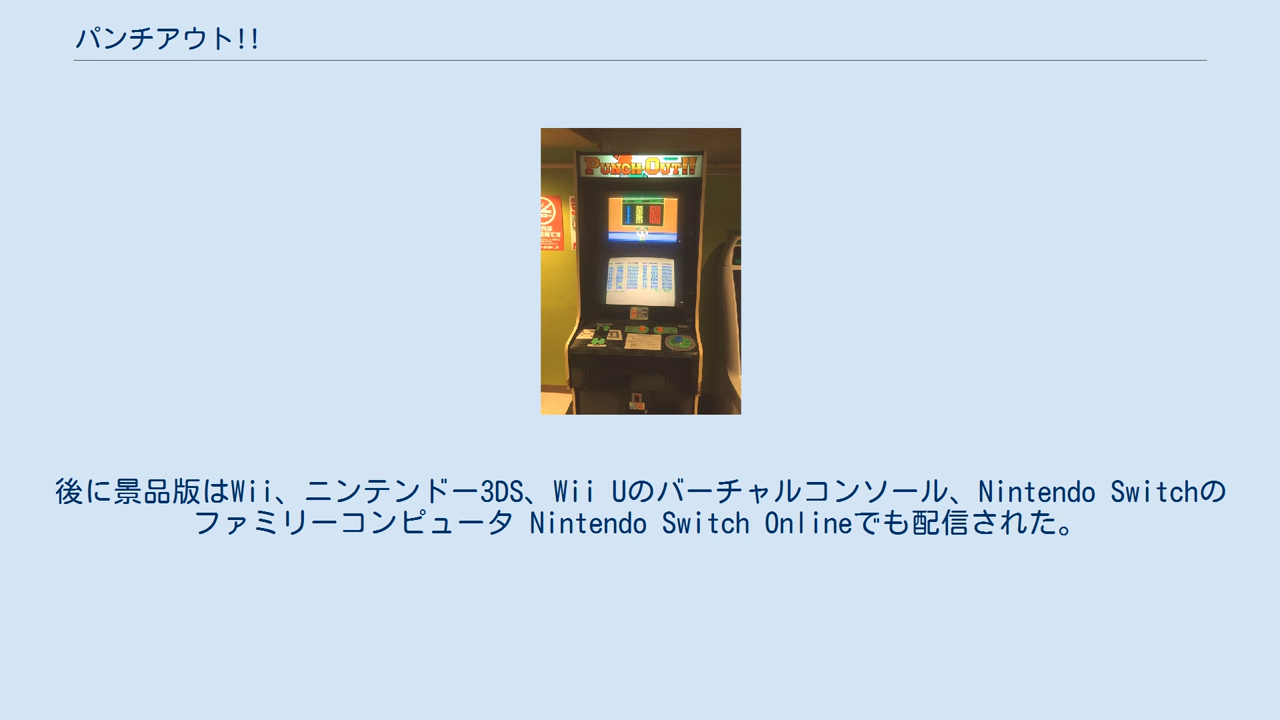 パンチアウト!!
PUNCH-OUT!!
後に景品版はWii、ニンテンドー3DS、Wii Uのバーチャルコンソール、Nintendo Switchの
ファミリーコンピュータ Nintendo Switch Onlineでも配信された。